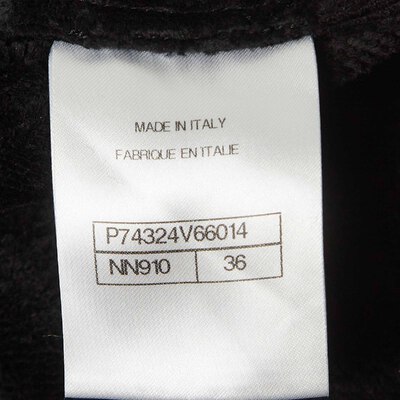 MADE IN ITALY
FABRIQUE EN ITALIE
P74324V66014
NN910 36